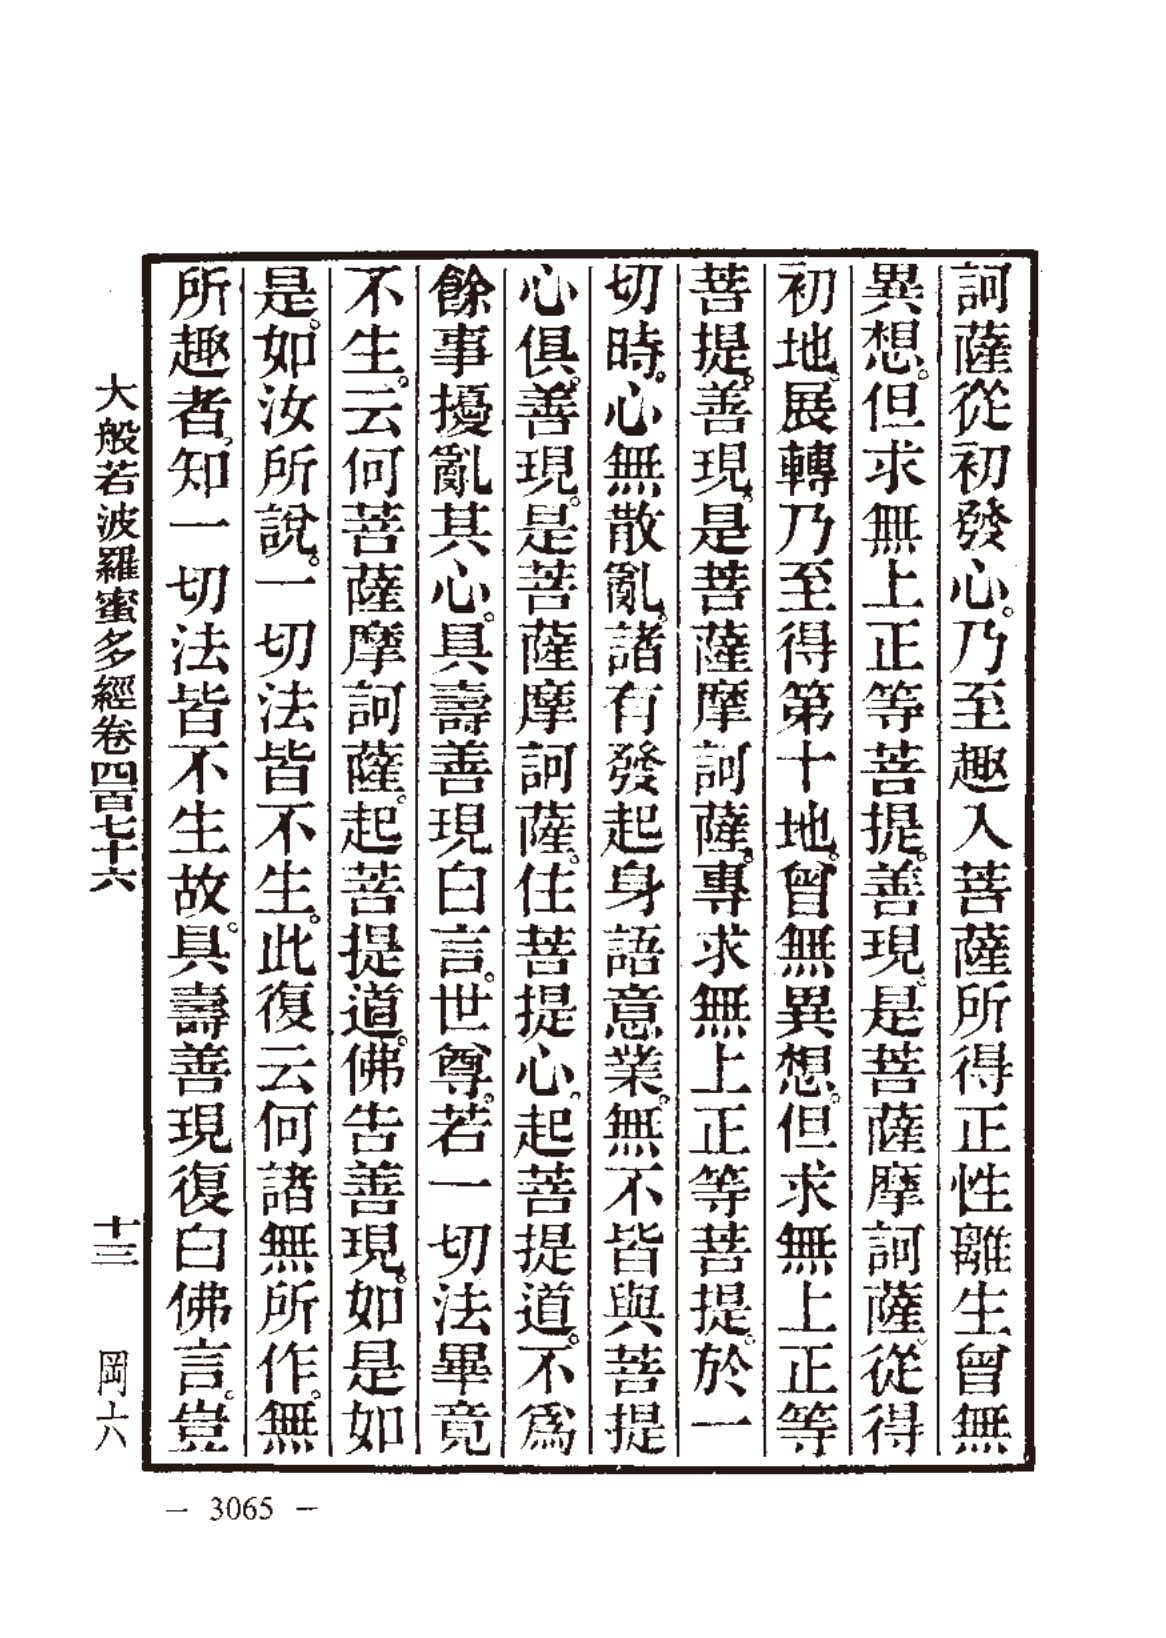 訶薩從初發心。乃至趣入菩薩所得正性離生曾無
異想。但求無上正等菩提。善現。是菩薩摩訶薩。從得
初地。展轉乃至得第十地。曾無異想。但求無上正等
菩提。善現。是菩薩摩訶薩。專求無上正等菩提。於一
切時。心無散亂。諸有發起身語意業。無不皆與菩提
心俱。善現。是菩薩摩訶薩。住菩提心。起菩提道。不為
餘事擾亂其心。具壽善現白言。世尊。若一切法畢竟
不生。云何菩薩摩訶薩。起菩提道。佛告善現。如是如
是。如汝所說。一切法皆不生。此復云何諸無所作。無
所趣者。知一切法皆不生故。具壽善現復白佛言。豈
大般若波羅蜜多經卷四百七十六 十三 岡六
— 3065 —